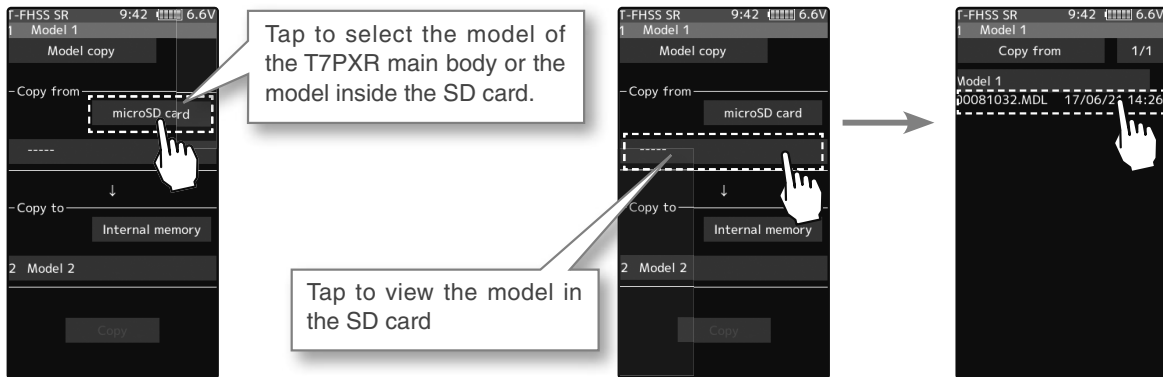 T-FHSS SR 9:42 6.6V
1 Model 1
Model copy
Copy from
microSD card
-----
↓
Copy to
Internal memory
2 Model 2
Copy
Tap to select the model of
the T7PXR main body or the
model inside the SD card.
T-FHSS SR 9:42 6.6V
1 Model 1
Model copy
Copy from
microSD card
-----
↓
Copy to
Internal memory
2 Model 2
Copy
Tap to view the model in
the SD card
T-FHSS SR 9:42 6.6V
1 Model 1
Copy from 1/1
Model 1
00081032.MDL 14:26